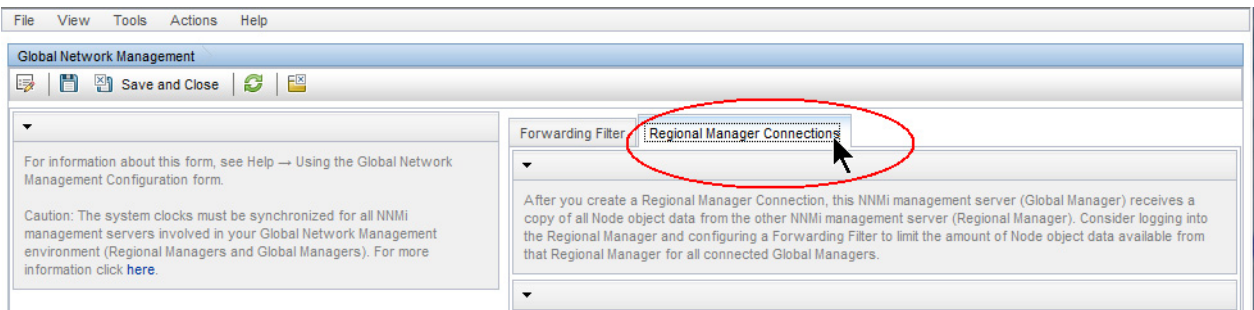 File View Tools Actions Help
Global Network Management
Save and Close
For information about this form, see Help → Using the Global Network
Management Configuration form.
Caution: The system clocks must be synchronized for all NNMi
management servers involved in your Global Network Management
environment (Regional Managers and Global Managers). For more
information click here.
Forwarding Filter Regional Manager Connections
After you create a Regional Manager Connection, this NNMi management server (Global Manager) receives a
copy of all Node object data from the other NNMi management server (Regional Manager). Consider logging into
the Regional Manager and configuring a Forwarding Filter to limit the amount of Node object data available from
that Regional Manager for all connected Global Managers.